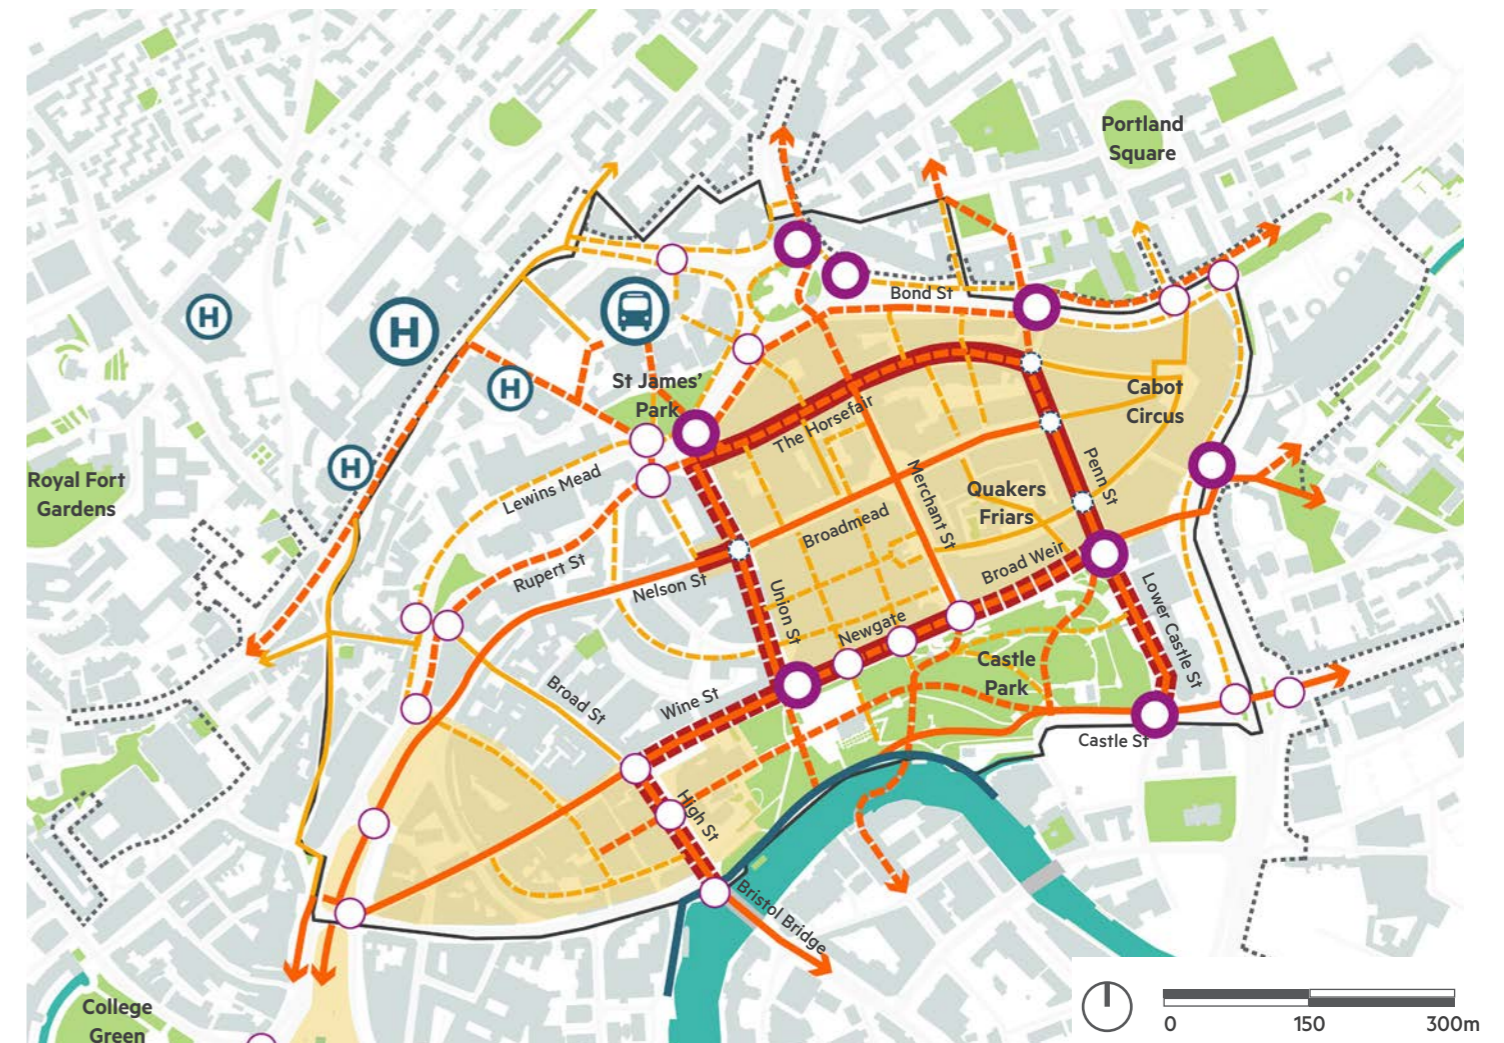 Portland
Square
H
Bond St
H
H
St James'
Park
Cabot
Circus
The Horsefair
H
Royal Fort
Gardens
Lewins Mead
Merchant St
Penn St
Quakers
Friars
Broadmead
Rupert St
Nelson St
Broad Weir
Union St
Lower Castle St
Newgate
Castle
Park
Broad St
Wine St
Castle St
High St
Bristol Bridge
College
Green
0 150 300m